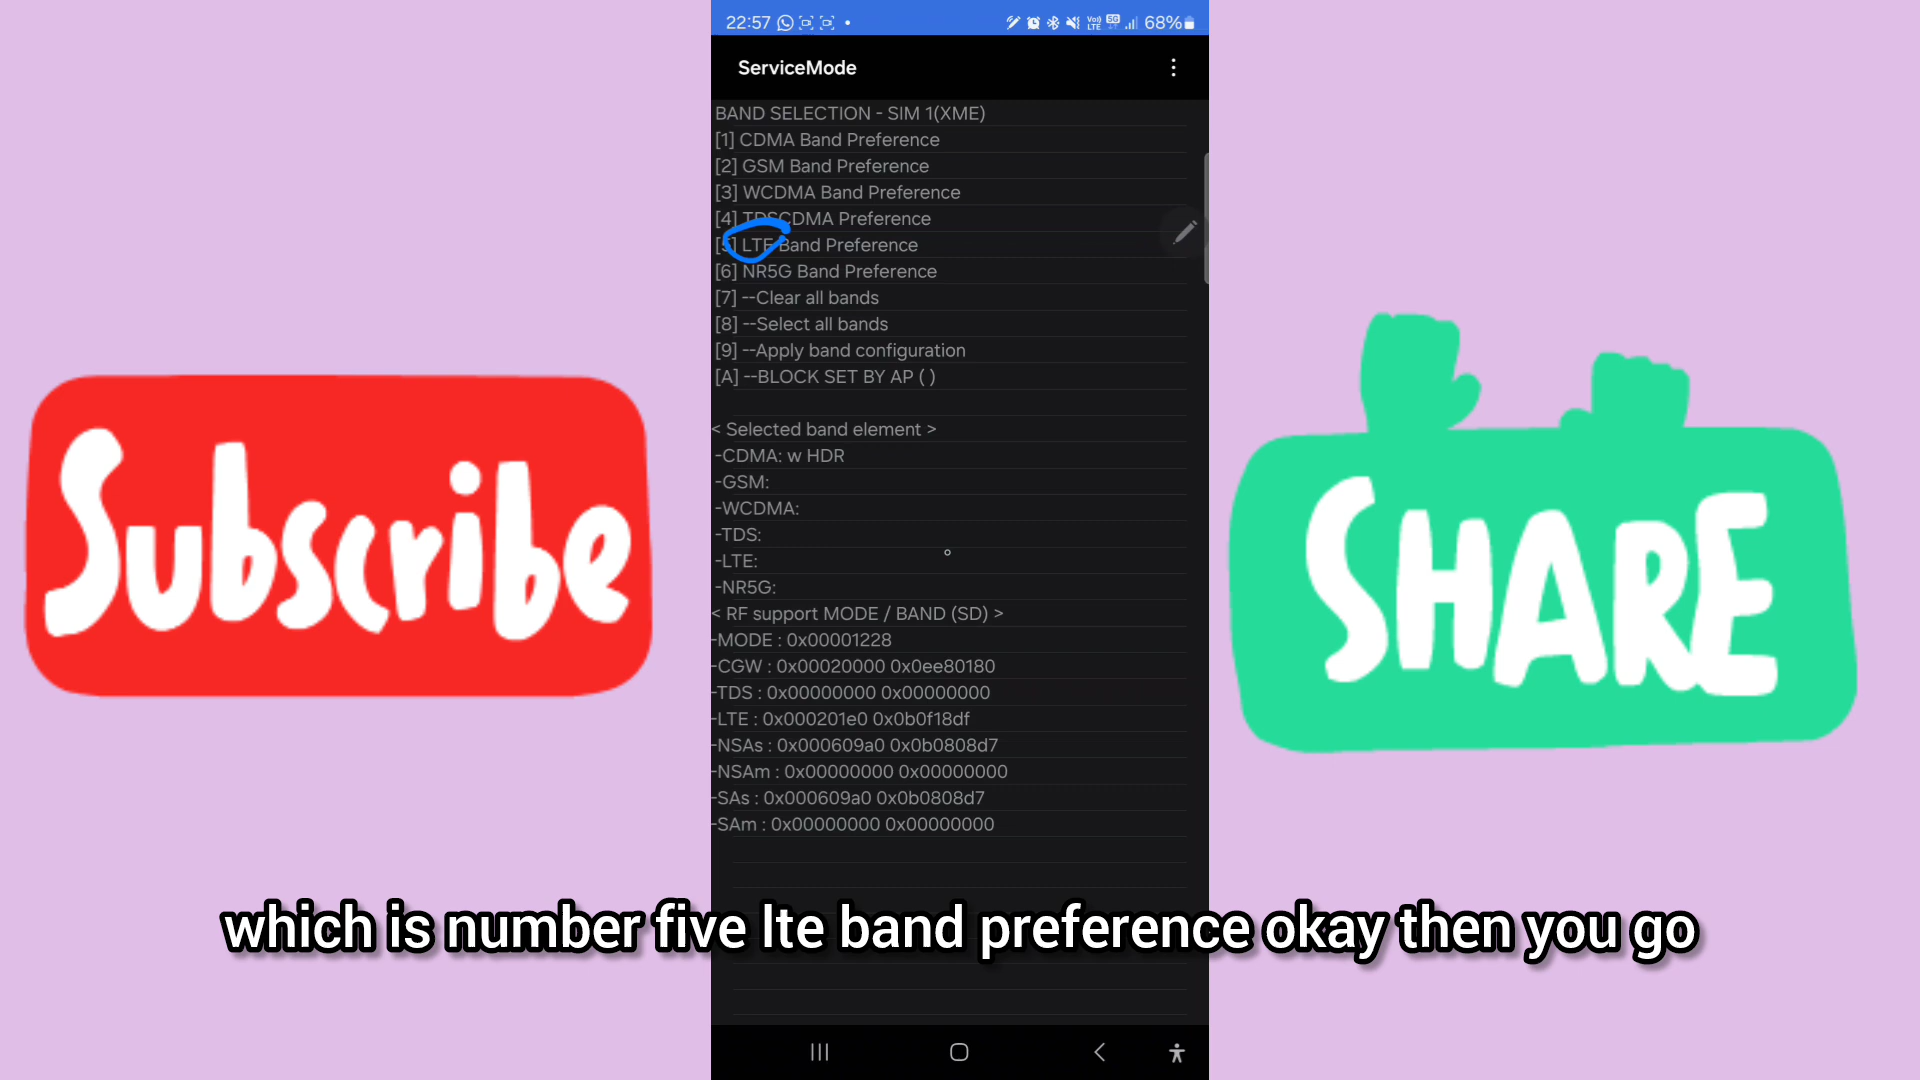 22:57
Vo)) LTE 5G 68%
ServiceMode
BAND SELECTION - SIM 1(XME)
[1] CDMA Band Preference
[2] GSM Band Preference
[3] WCDMA Band Preference
[4] TDSCDMA Preference
[5] LTE Band Preference
[6] NR5G Band Preference
[7] --Clear all bands
[8] --Select all bands
[9] --Apply band configuration
[A] --BLOCK SET BY AP ( )
< Selected band element >
-CDMA: w HDR
-GSM:
-WCDMA:
-TDS:
-LTE:
-NR5G:
< RF support MODE / BAND (SD) >
-MODE : 0x00001228
-CGW : 0x00020000 0x0ee80180
-TDS : 0x00000000 0x00000000
-LTE : 0x000201e0 0x0b0f18df
-NSAs : 0x000609a0 0x0b0808d7
-NSAm : 0x00000000 0x00000000
-SAs : 0x000609a0 0x0b0808d7
-SAm : 0x00000000 0x00000000
Subscribe
SHARE
which is number five lte band preference okay then you go